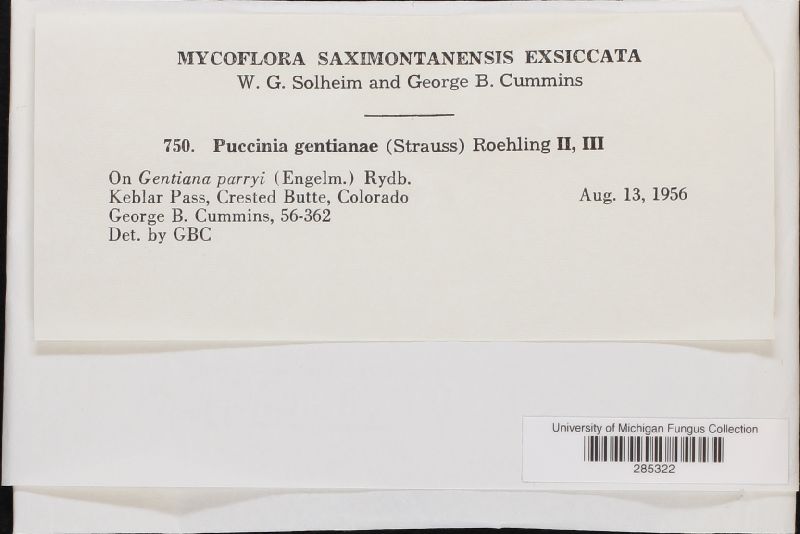 MYCOFLORA SAXIMONTANENSIS EXSICCATA
W. G. Solheim and George B. Cummins
750. Puccinia gentianae (Strauss) Roehling II, III
On Gentiana parryi (Engelm.) Rydb.
Keblar Pass, Crested Butte, Colorado Aug. 13, 1956
George B. Cummins, 56-362
Det. by GBC
University of Michigan Fungus Collection
285322